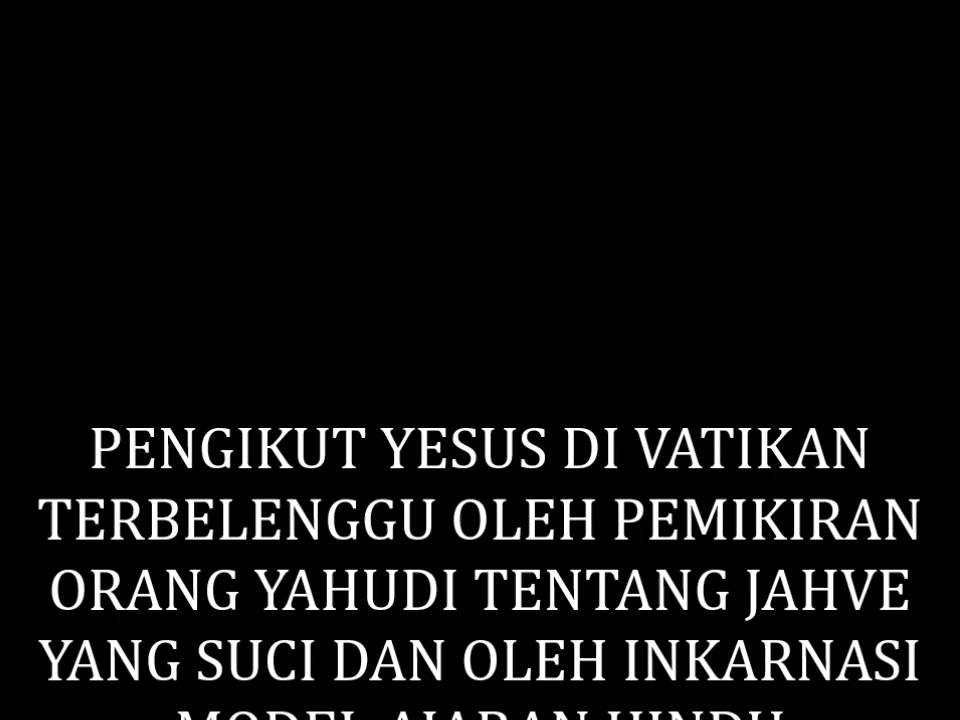 PENGIKUT YESUS DI VATIKAN
TERBELENGGU OLEH PEMIKIRAN
ORANG YAHUDI TENTANG JAHVE
YANG SUCI DAN OLEH INKARNASI
MODEL AJARAN HINDU